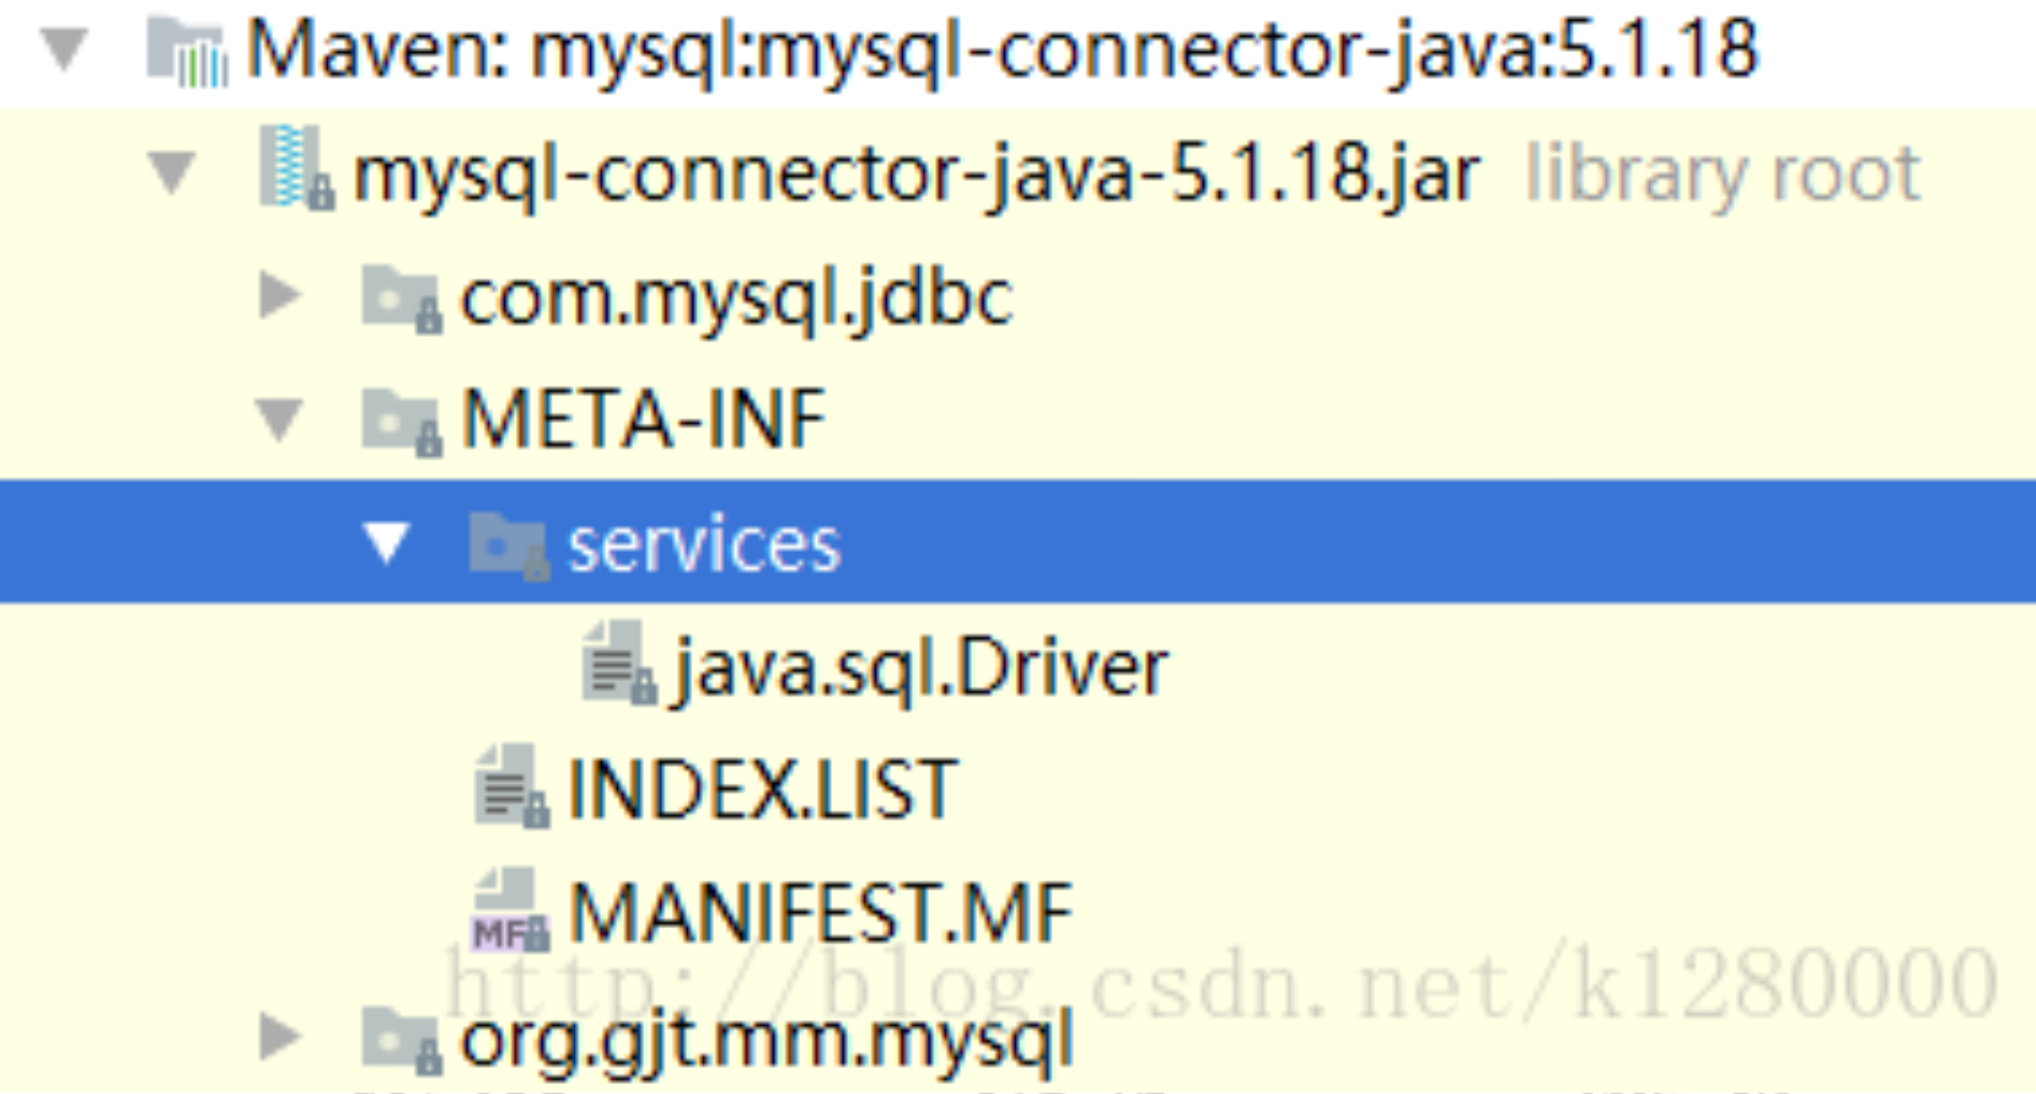 Maven: mysql:mysql-connector-java:5.1.18
mysql-connector-java-5.1.18.jar library root
com.mysql.jdbc
META-INF
services
java.sql.Driver
INDEX.LIST
MANIFEST.MF
MF
http://blog.csdn.net/k1280000
org.gjt.mm.mysql